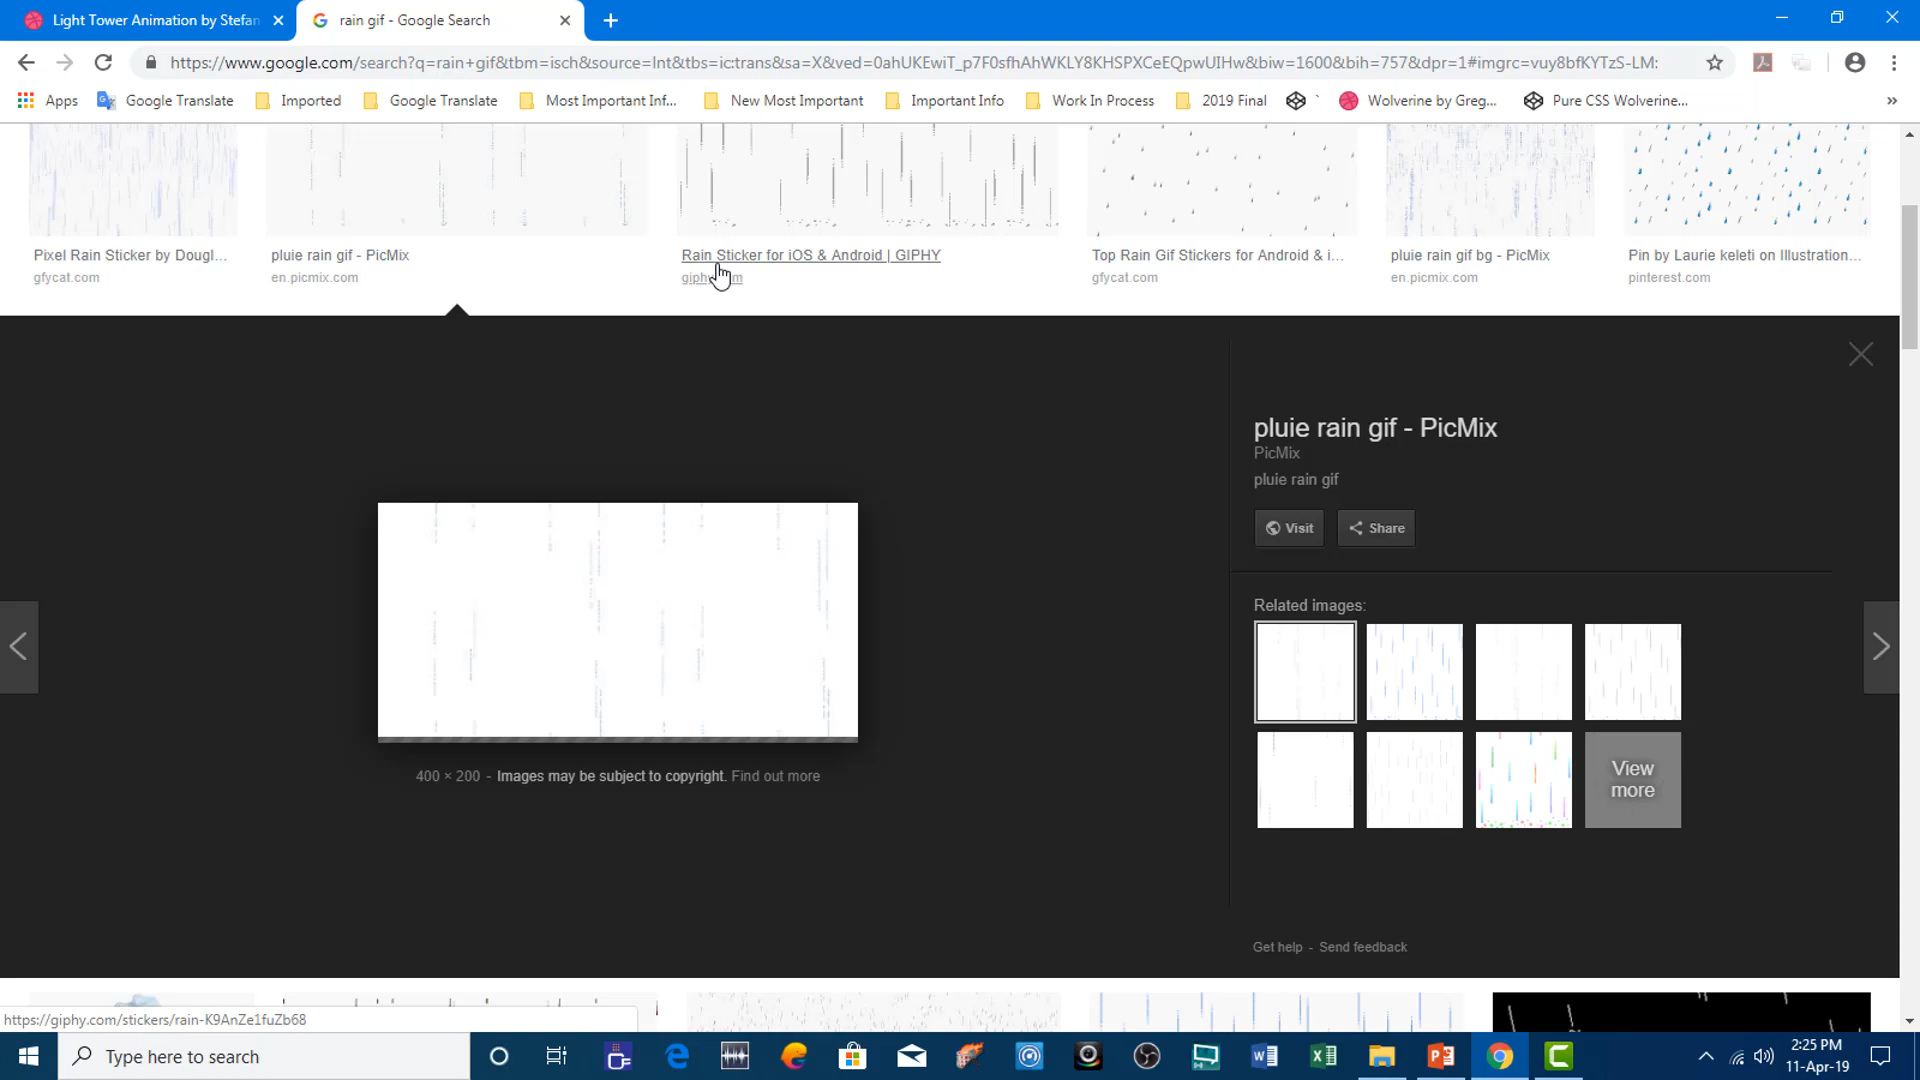 Light Tower Animation by Stefan
rain gif - Google Search
https://www.google.com/search?q=rain+gif&tbm=isch&source=lnt&tbs=ic:trans&sa=X&ved=0ahUKEwiT_p7F0sfhAhWKLY8KHSPXCeEQpwUIHw&biw=1600&bih=757&dpr=1#imgrc=vuy8bfKYTzS-LM:
Apps
Google Translate
Imported
Google Translate
Most Important Inf...
New Most Important
Important Info
Work In Process
2019 Final
`
Wolverine by Greg...
Pure CSS Wolverine...
»
Pixel Rain Sticker by Dougl...
gfycat.com
pluie rain gif - PicMix
en.picmix.com
Rain Sticker for iOS & Android | GIPHY
Top Rain Gif Stickers for Android & i...
gfycat.com
pluie rain gif bg - PicMix
en.picmix.com
Pin by Laurie keleti on Illustration...
pinterest.com
pluie rain gif - PicMix
PicMix
pluie rain gif
Visit
Share
Related images:
View
more
400 × 200 - Images may be subject to copyright. Find out more
Get help - Send feedback
https://giphy.com/stickers/rain-K9AnZe1fuZb68
Type here to search
2:25 PM
11-Apr-19